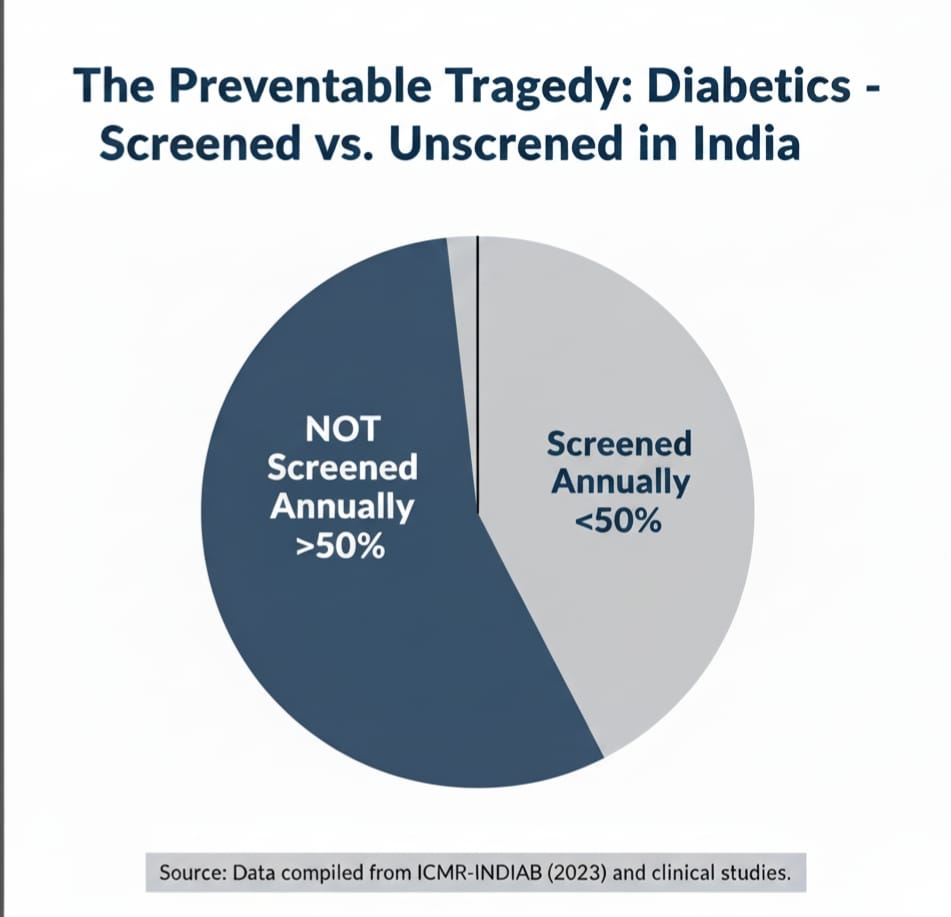 The Preventable Tragedy: Diabetics -
Screened vs. Unscrened in India
NOT
Screened
Annually
>50%
Screened
Annually
<50%
Source: Data compiled from ICMR-INDIAB (2023) and clinical studies.